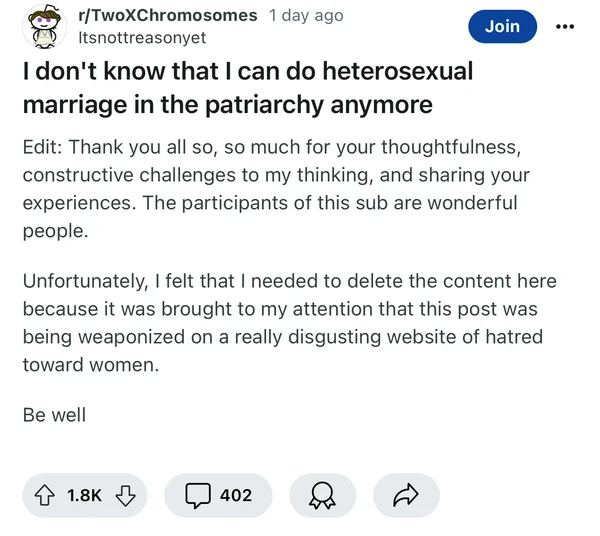 r/TwoXChromosomes 1 day ago
Itsnottreasonyet
Join
I don't know that I can do heterosexual
marriage in the patriarchy anymore
Edit: Thank you all so, so much for your thoughtfulness,
constructive challenges to my thinking, and sharing your
experiences. The participants of this sub are wonderful
people.
Unfortunately, I felt that I needed to delete the content here
because it was brought to my attention that this post was
being weaponized on a really disgusting website of hatred
toward women.
Be well
1.8K
402